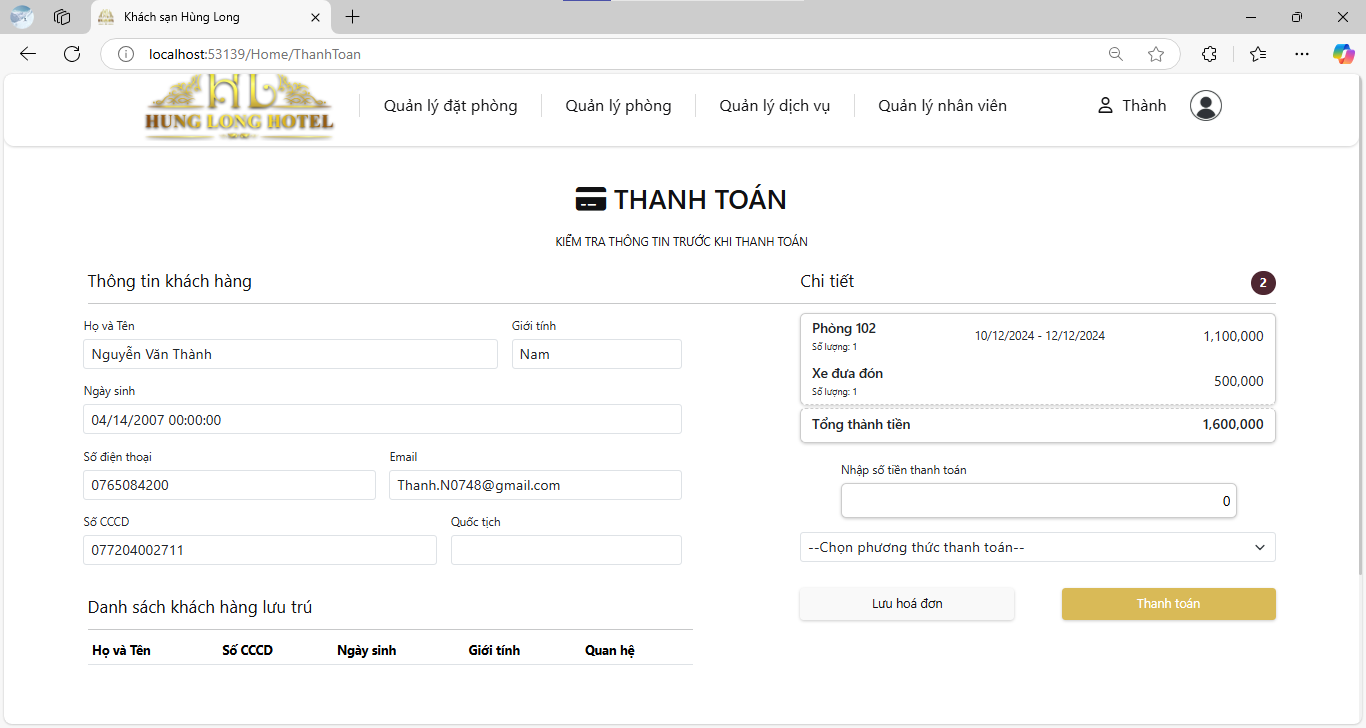 Khách sạn Hùng Long
localhost:53139/Home/ThanhToan
HL
HUNG LONG HOTEL
Quản lý đặt phòng
Quản lý phòng
Quản lý dịch vụ
Quản lý nhân viên
Thành
THANH TOÁN
KIỂM TRA THÔNG TIN TRƯỚC KHI THANH TOÁN
Thông tin khách hàng
Họ và Tên
Giới tính
Nguyễn Văn Thành
Nam
Ngày sinh
04/14/2007 00:00:00
Số điện thoại
Email
0765084200
Thanh.N0748@gmail.com
Số CCCD
Quốc tịch
077204002711
Danh sách khách hàng lưu trú
Họ và Tên Số CCCD Ngày sinh Giới tính Quan hệ
Chi tiết
2
Phòng 102 10/12/2024 - 12/12/2024 1,100,000
Số lượng: 1
Xe đưa đón 500,000
Số lượng: 1
Tổng thành tiền 1,600,000
Nhập số tiền thanh toán
0
--Chọn phương thức thanh toán--
Lưu hoá đơn
Thanh toán